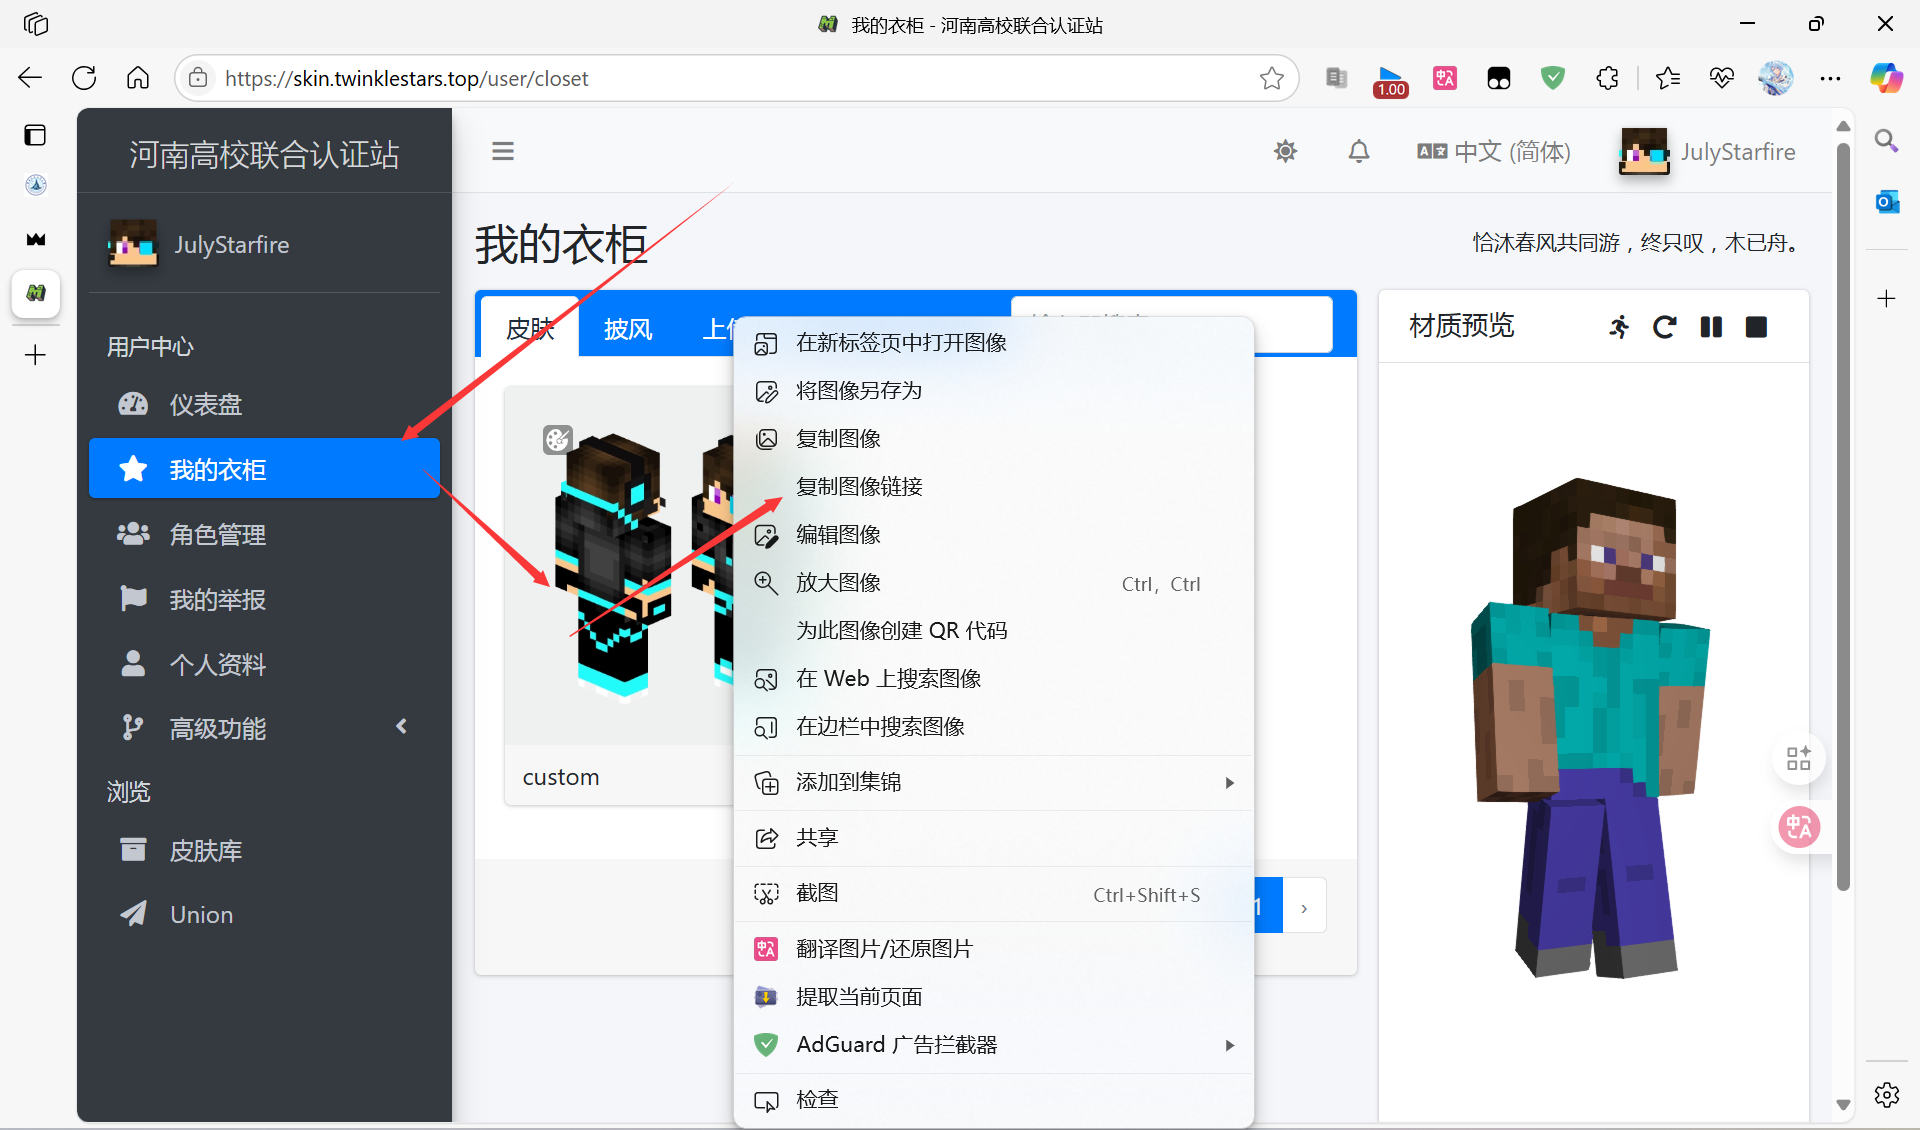 我的衣柜 - 河南高校联合认证站
https://skin.twinklestars.top/user/closet
1.00
河南高校联合认证站
中文 (简体)
JulyStarfire
JulyStarfire
我的衣柜
恰沐春风共同游，终只叹，木已舟。
用户中心
仪表盘
我的衣柜
角色管理
我的举报
个人资料
高级功能
浏览
皮肤库
Union
皮肤
披风
上
custom
在新标签页中打开图像
将图像另存为
复制图像
复制图像链接
编辑图像
放大图像 Ctrl，Ctrl
为此图像创建 QR 代码
在 Web 上搜索图像
在边栏中搜索图像
添加到集锦
共享
截图 Ctrl+Shift+S
翻译图片/还原图片
提取当前页面
AdGuard 广告拦截器
检查
1 ›
材质预览
中A